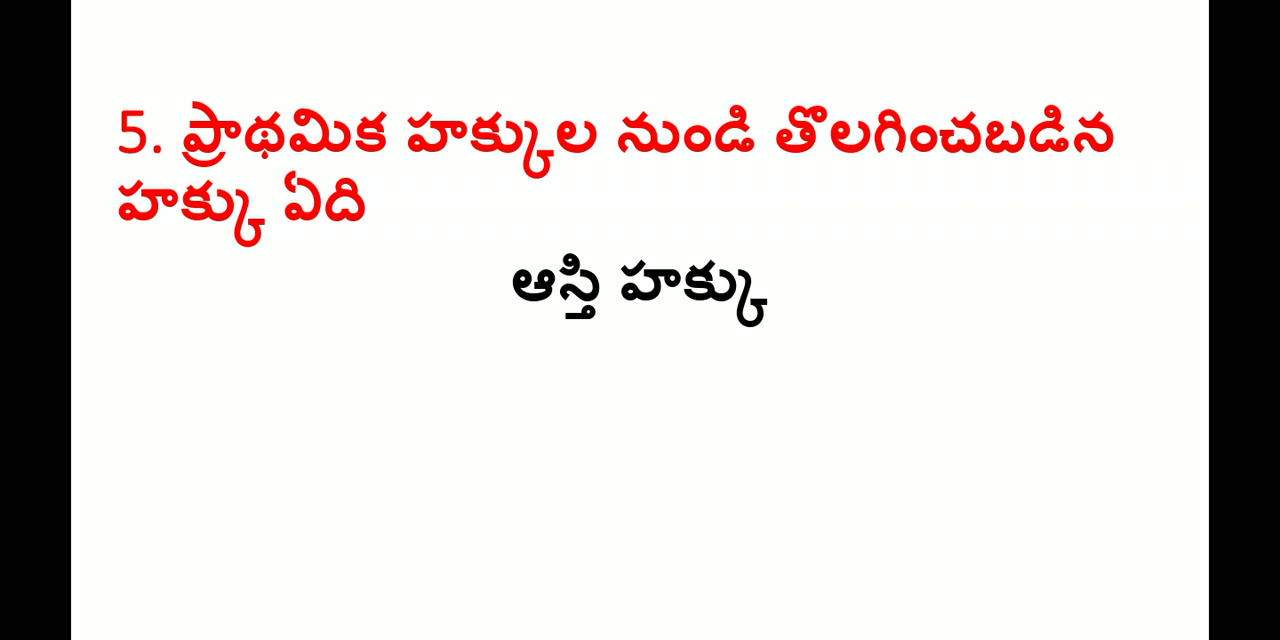 5. ప్రాథమిక హక్కుల నుండి తొలగించబడిన
హక్కు ఏది
ఆస్తి హక్కు